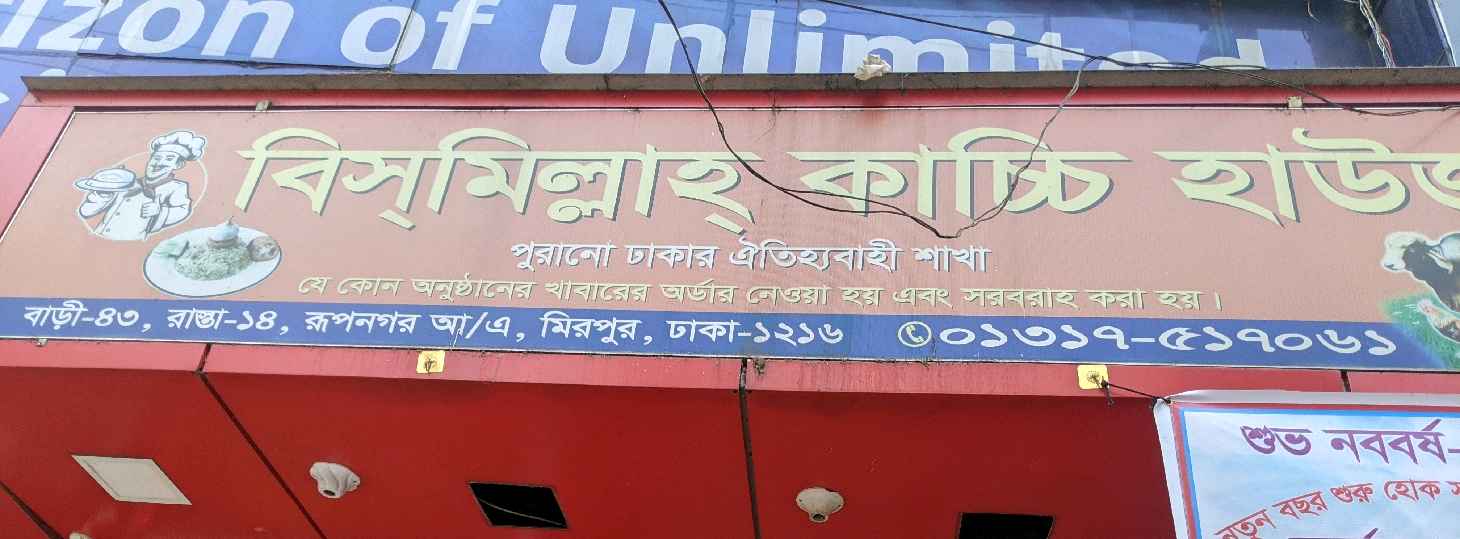 izon of Unlimited
বিস্‌মিল্লাহ্‌ কাচ্চি হাউজ
পুরানো ঢাকার ঐতিহ্যবাহী শাখা
যে কোন অনুষ্ঠানের খাবারের অর্ডার নেওয়া হয় এবং সরবরাহ করা হয়।
বাড়ী-৪৩, রাস্তা-১৪, রূপনগর আ/এ, মিরপুর, ঢাকা-১২১৬ ০১৩১৭-৫১৭০৬১
শুভ নববর্ষ-
নতুন বছর শুরু হোক